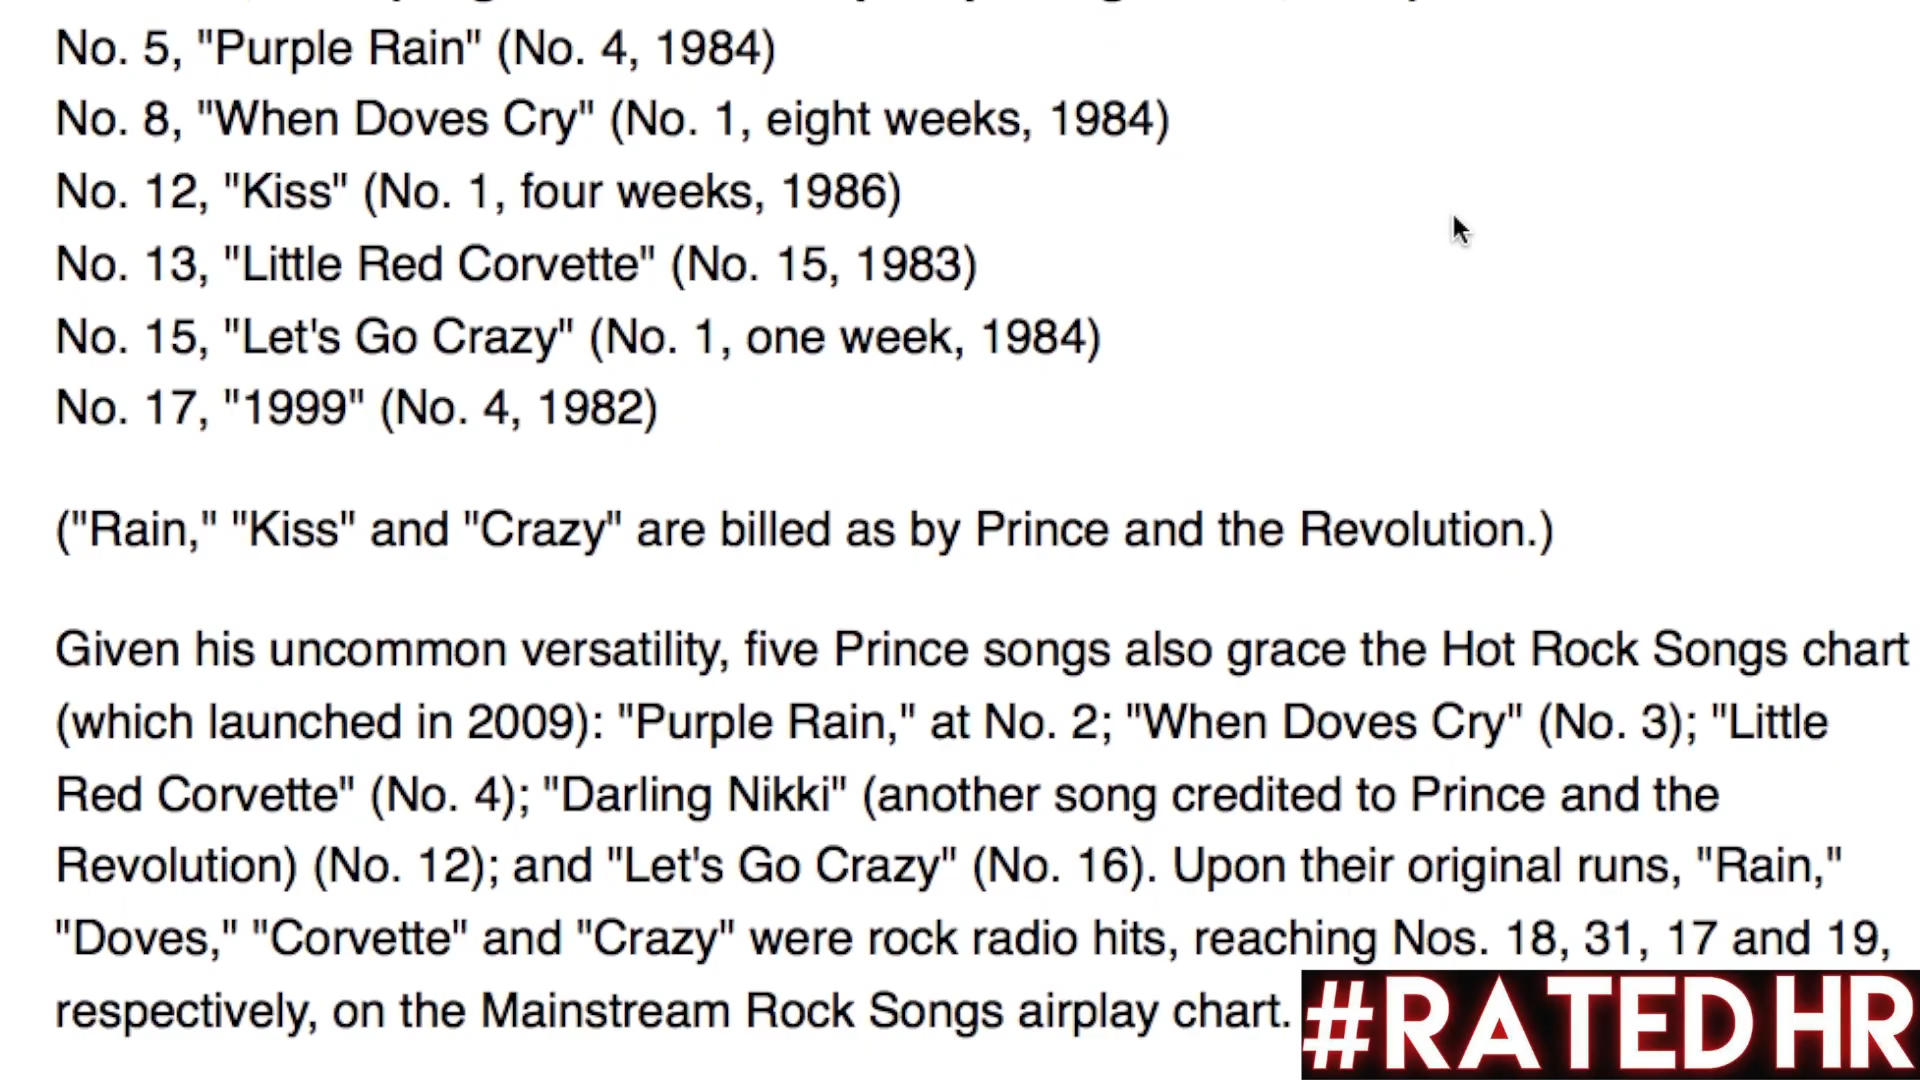 No. 5, "Purple Rain" (No. 4, 1984)
No. 8, "When Doves Cry" (No. 1, eight weeks, 1984)
No. 12, "Kiss" (No. 1, four weeks, 1986)
No. 13, "Little Red Corvette" (No. 15, 1983)
No. 15, "Let's Go Crazy" (No. 1, one week, 1984)
No. 17, "1999" (No. 4, 1982)
("Rain," "Kiss" and "Crazy" are billed as by Prince and the Revolution.)
Given his uncommon versatility, five Prince songs also grace the Hot Rock Songs chart
(which launched in 2009): "Purple Rain," at No. 2; "When Doves Cry" (No. 3); "Little
Red Corvette" (No. 4); "Darling Nikki" (another song credited to Prince and the
Revolution) (No. 12); and "Let's Go Crazy" (No. 16). Upon their original runs, "Rain,"
"Doves," "Corvette" and "Crazy" were rock radio hits, reaching Nos. 18, 31, 17 and 19,
respectively, on the Mainstream Rock Songs airplay chart.
#RATEDHR